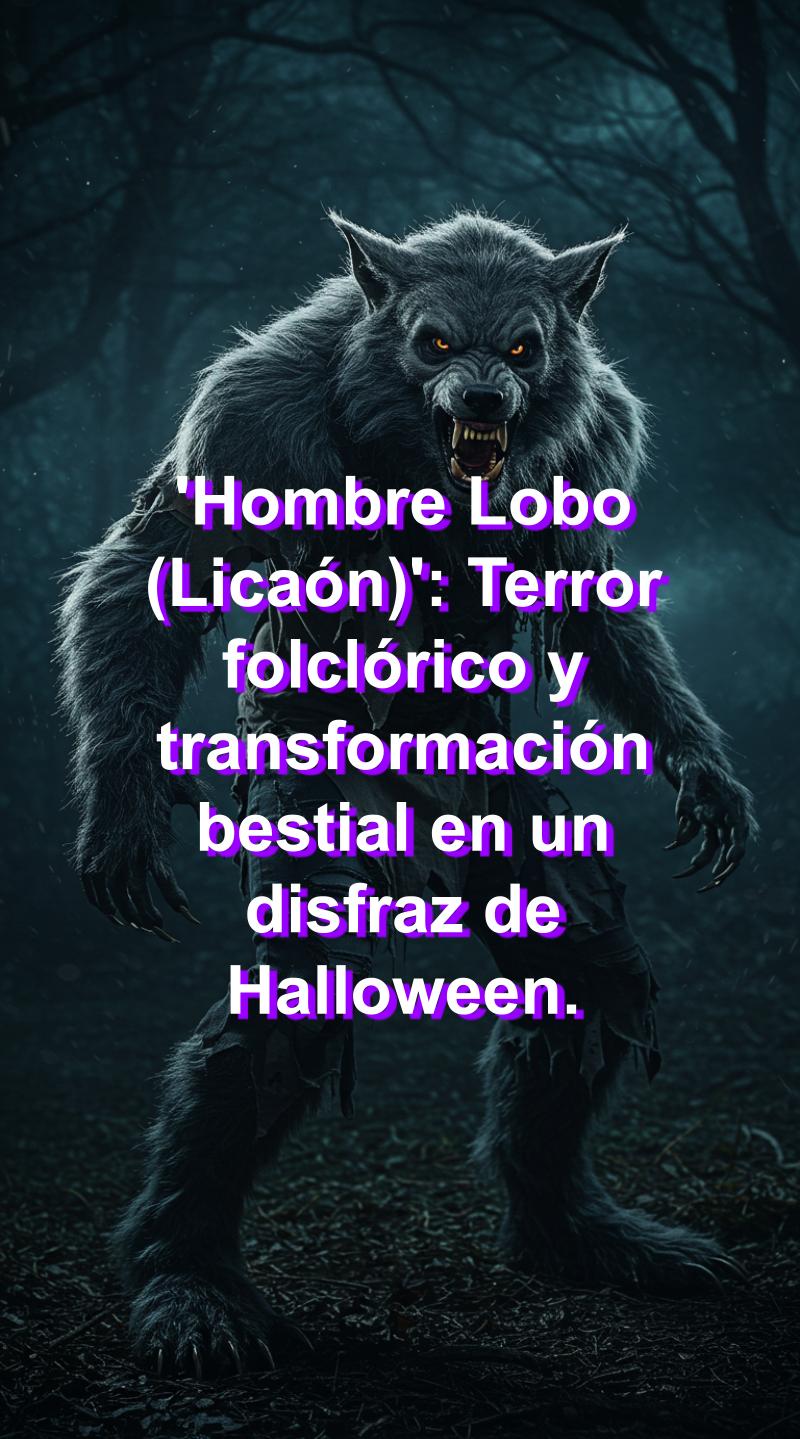 'Hombre Lobo
(Licaón)': Terror
folclórico y
transformación
bestial en un
disfraz de
Halloween.